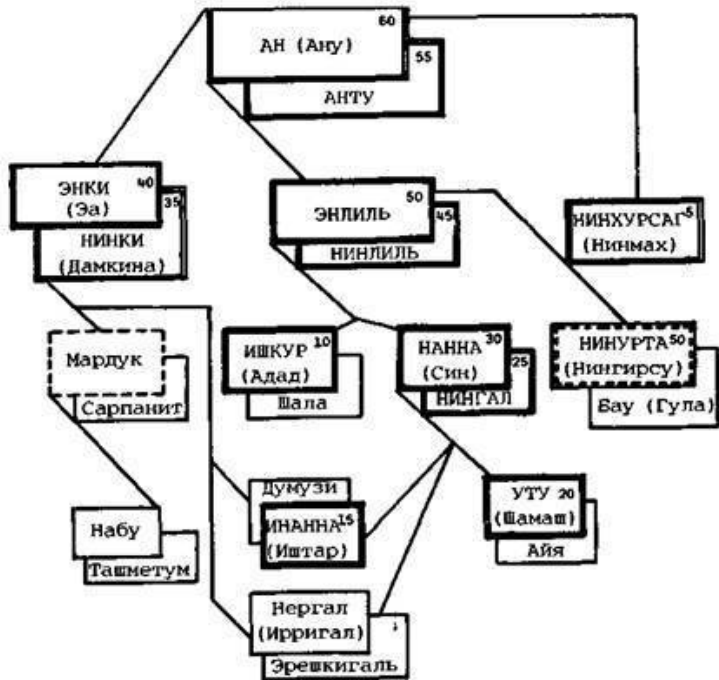 60
АН (Ану)
55
АНТУ
40
ЭНКИ
(Эа)
35
НИНКИ
(Дамкина)
50
ЭНЛИЛЬ
45
НИНЛИЛЬ
НИНХУРСАГ 5
(Нинмах)
Мардук
Сарпанит
ИШКУР 10
(Адад)
Шала
НАННА 30
(Син)
25
НИНГАЛ
НИНУРТА 50
(Нингирсу)
Бау (Гула)
Набу
Ташметум
Думузи
ИНАННА 15
(Иштар)
УТУ 20
(Шамаш)
Айя
Нергал
(Ирригал)
Эрешкигаль